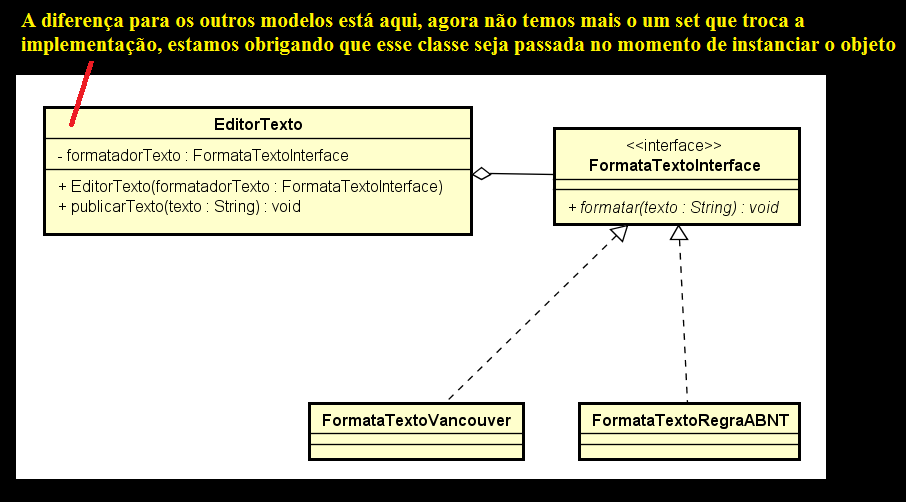 A diferença para os outros modelos está aqui, agora não temos mais o um set que troca a
implementação, estamos obrigando que esse classe seja passada no momento de instanciar o objeto
EditorTexto
- formatadorTexto : FormataTextoInterface
+ EditorTexto(formatadorTexto : FormataTextoInterface)
+ publicarTexto(texto : String) : void
<<interface>>
FormataTextoInterface
+ formatar(texto : String) : void
FormataTextoVancouver
FormataTextoRegraABNT